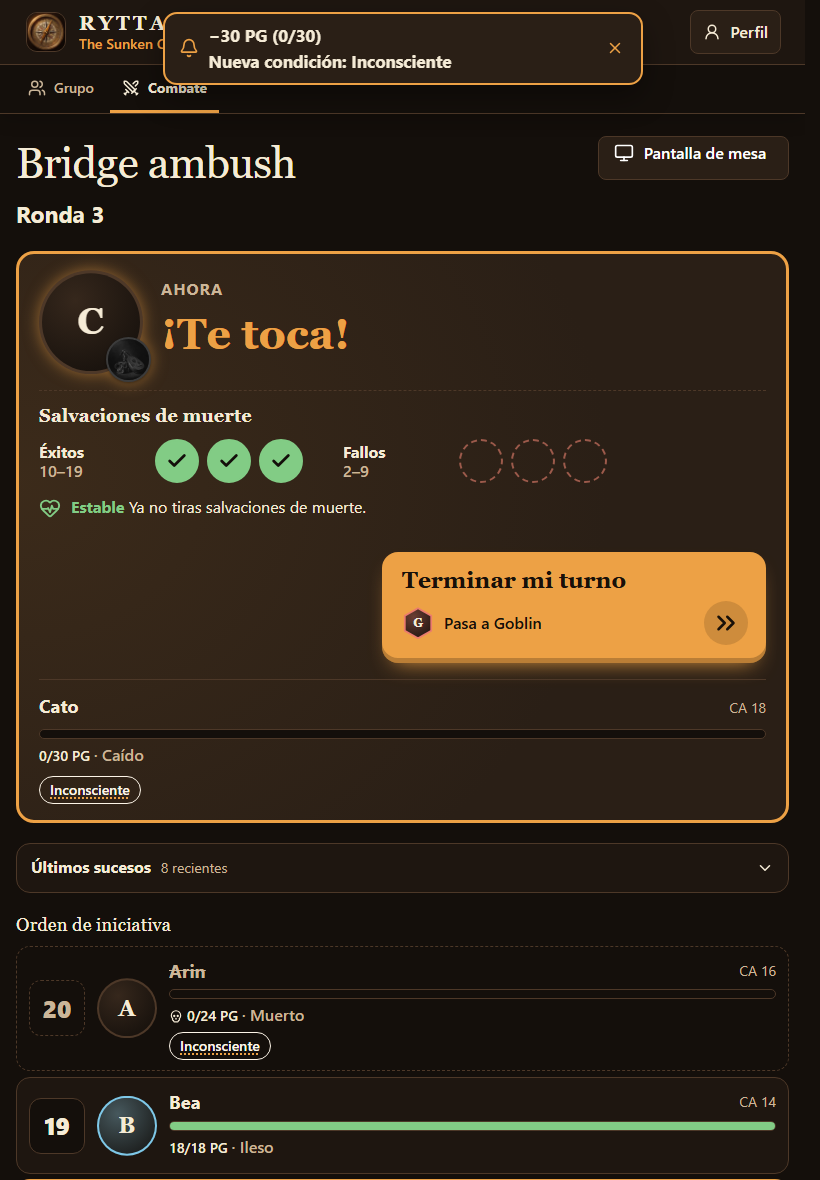 RYTTA
The Sunken C
−30 PG (0/30)
Nueva condición: Inconsciente
Perfil
Grupo
Combate
Bridge ambush
Pantalla de mesa
Ronda 3
C
AHORA
¡Te toca!
Salvaciones de muerte
Éxitos
10–19
Fallos
2–9
Estable Ya no tiras salvaciones de muerte.
Terminar mi turno
G
Pasa a Goblin
Cato
CA 18
0/30 PG · Caído
Inconsciente
Últimos sucesos 8 recientes
Orden de iniciativa
20
A
Arin
CA 16
0/24 PG · Muerto
Inconsciente
19
B
Bea
CA 14
18/18 PG · Ileso